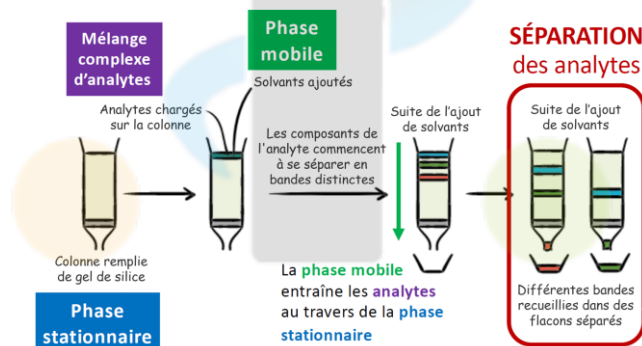 Mélange
complexe
d'analytes
Phase
mobile
Solvants ajoutés
Analytes chargés
sur la colonne
Les composants de
l'analyte commencent
à se séparer en
bandes distinctes
Suite de l'ajout de
solvants
SÉPARATION
des analytes
Suite de l'ajout
de solvants
Colonne remplie
de gel de silice
Phase
stationnaire
La phase mobile
entraîne les analytes
au travers de la phase
stationnaire
Différentes bandes
recueillies dans des
flacons séparés